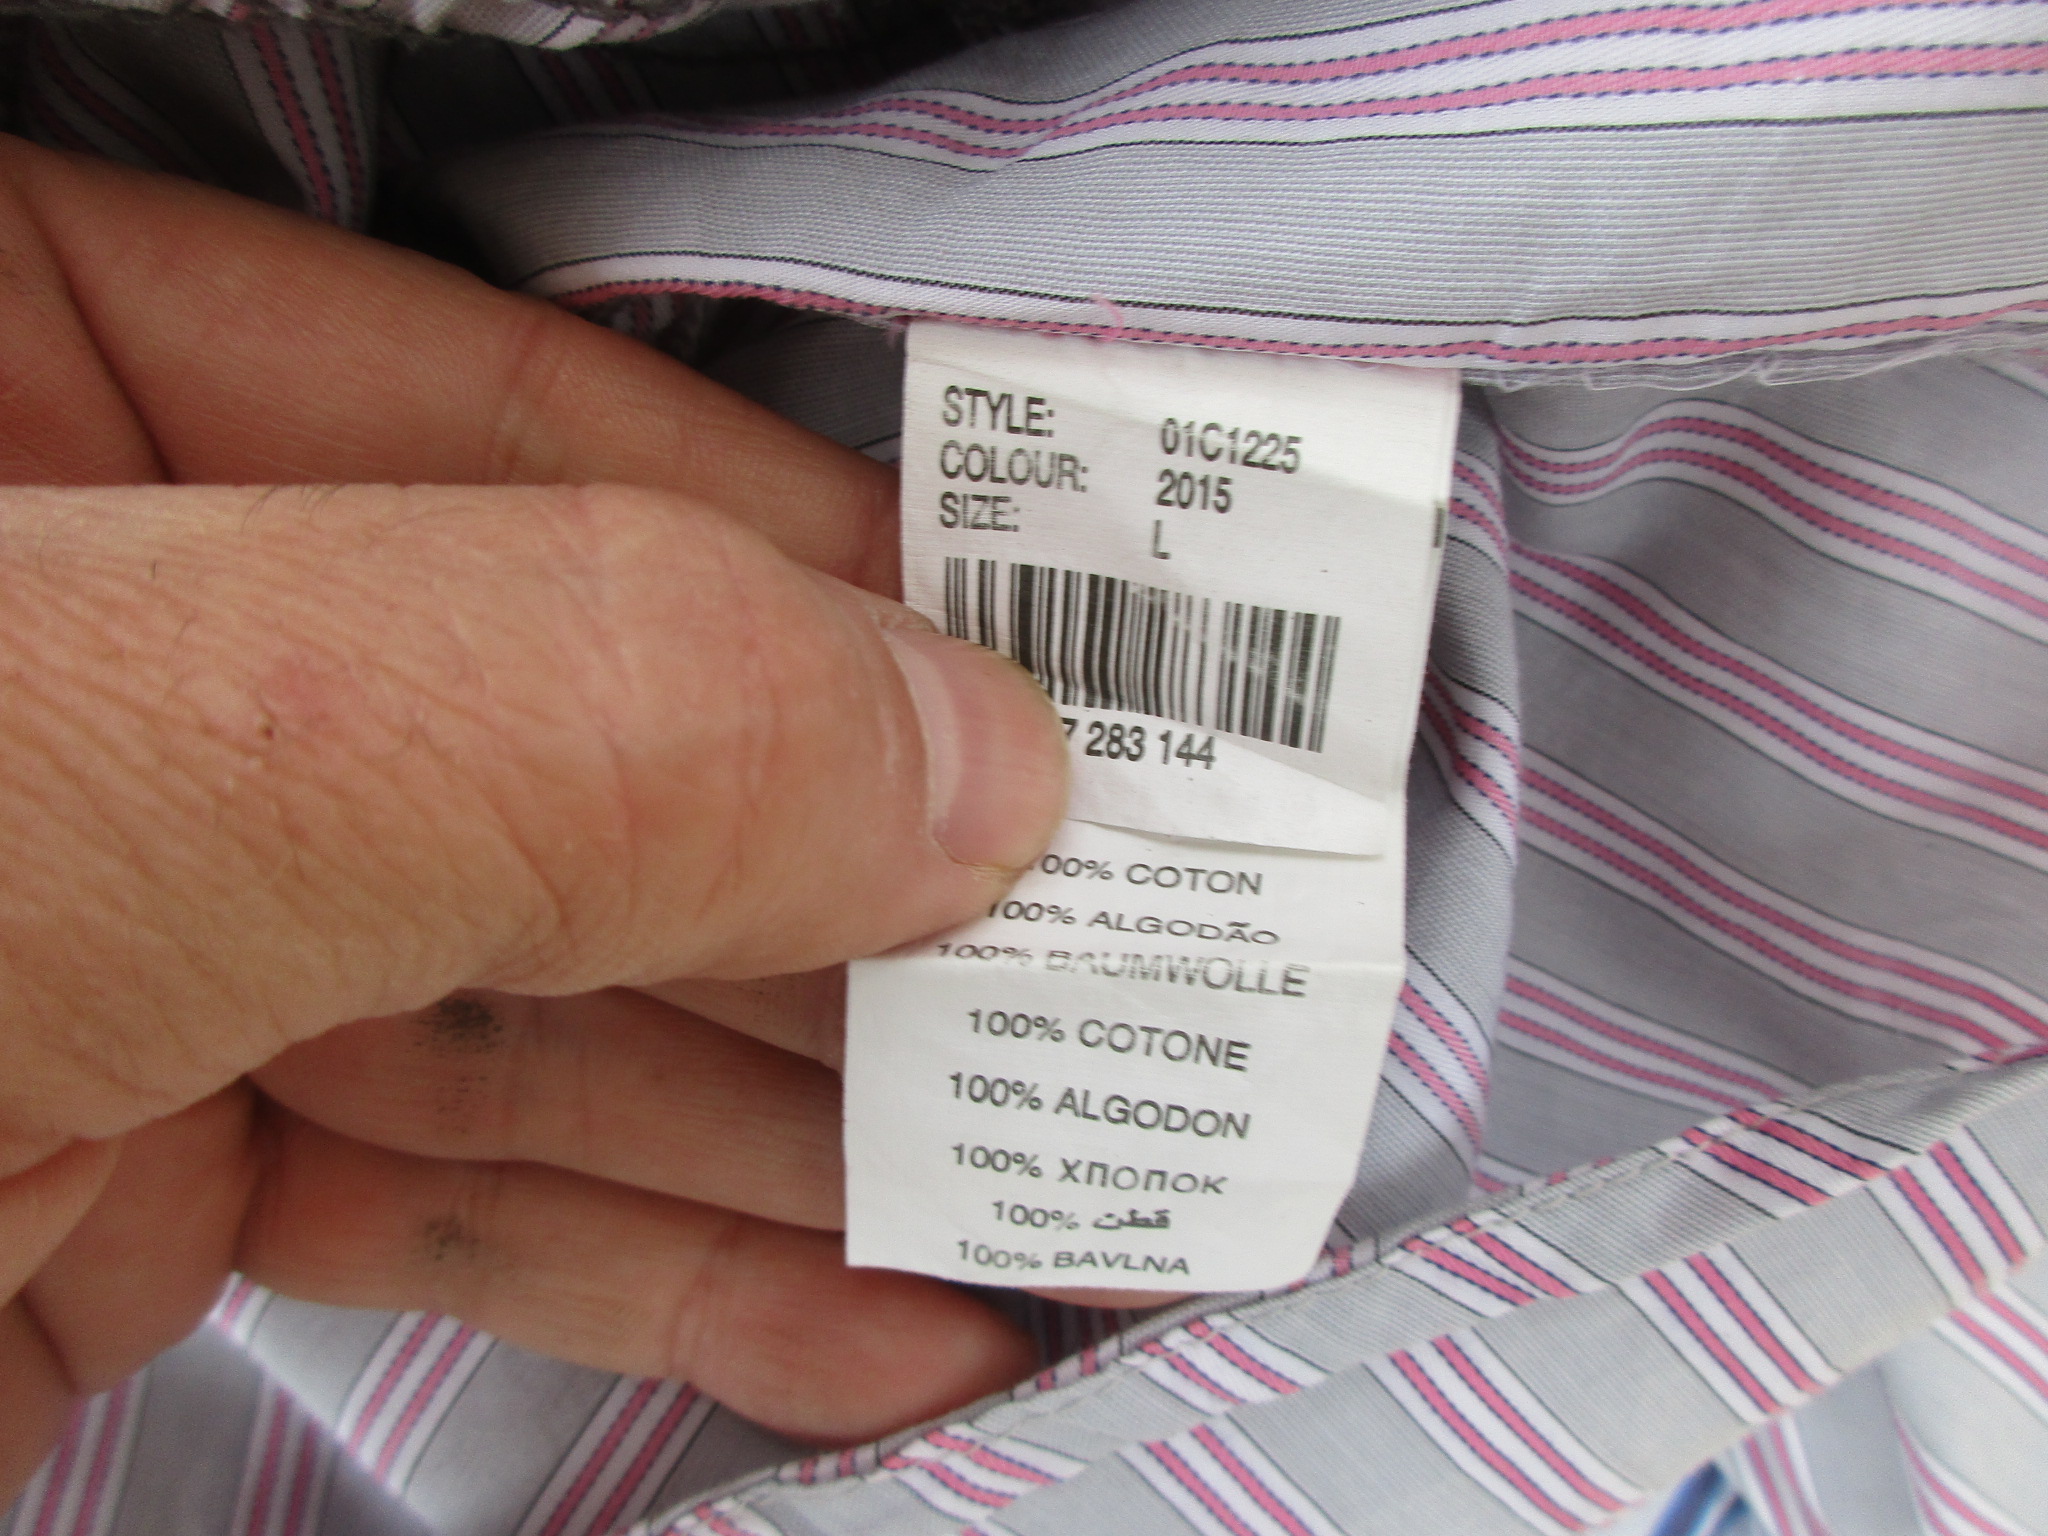 STYLE: 01C1225
COLOUR: 2015
SIZE: L
7 283 144
100% COTON
100% ALGODÃO
100% BAUMWOLLE
100% COTONE
100% ALGODON
100% ХПОПОК
100% قطن
100% BAVLNA